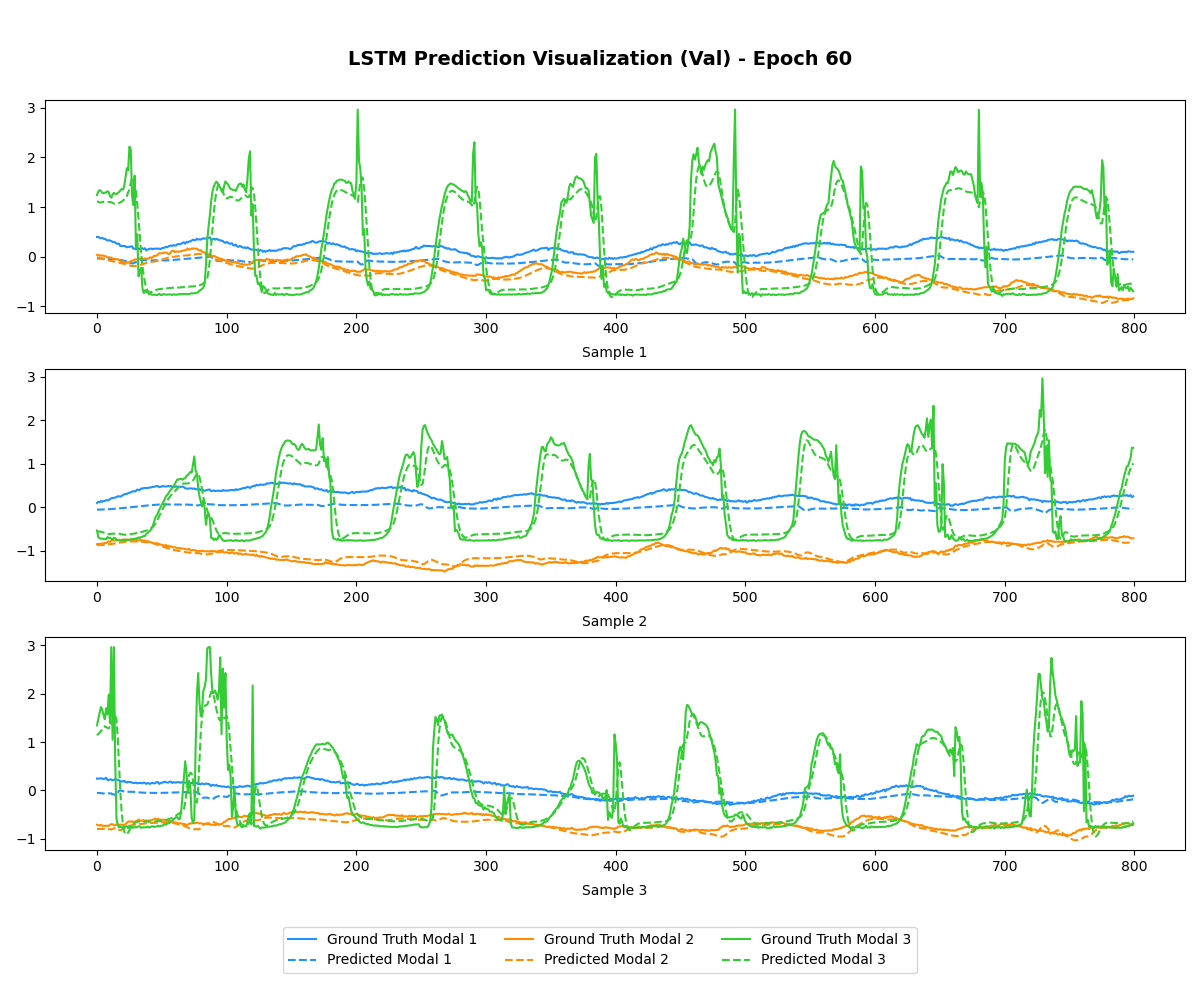 LSTM Prediction Visualization (Val) - Epoch 60
3
2
1
0
−1
0 100 200 300 400 500 600 700 800
Sample 1
3
2
1
0
−1
0 100 200 300 400 500 600 700 800
Sample 2
3
2
1
0
−1
0 100 200 300 400 500 600 700 800
Sample 3
Ground Truth Modal 1 Ground Truth Modal 2 Ground Truth Modal 3
Predicted Modal 1 Predicted Modal 2 Predicted Modal 3